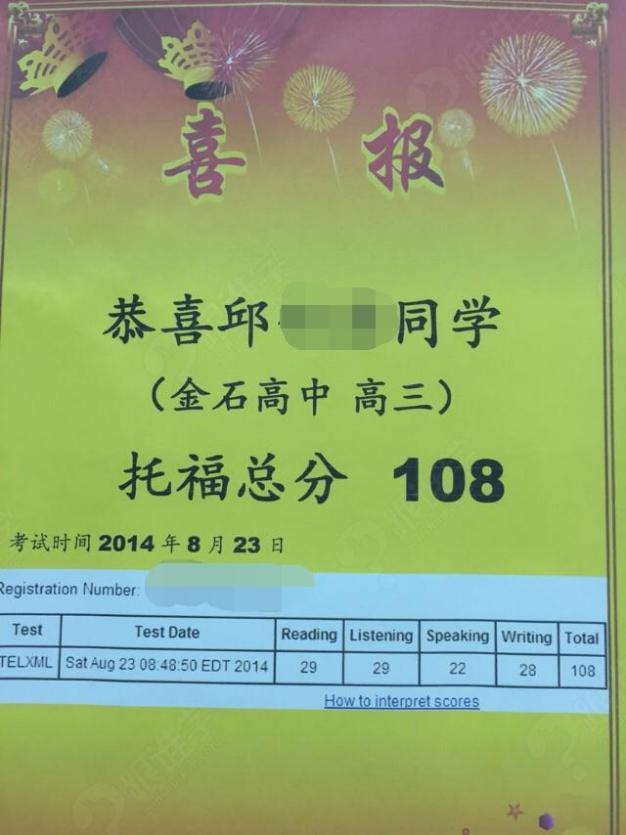 喜报
恭喜邱 同学
（金石高中 高三）
托福总分 108
考试时间 2014 年 8 月 23 日
Registration Number:
Test Test Date Reading Listening Speaking Writing Total
TELXML Sat Aug 23 08:48:50 EDT 2014 29 29 22 28 108
How to interpret scores